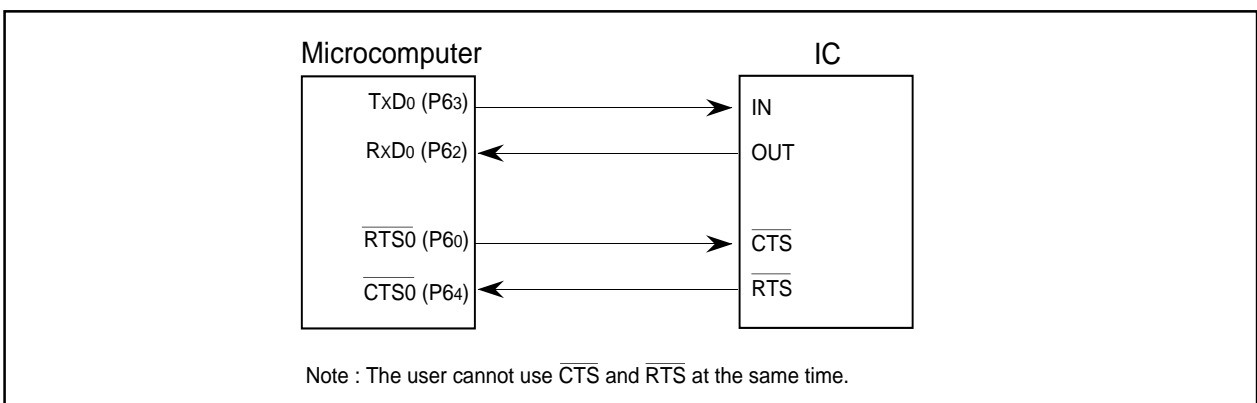 Microcomputer
IC
TXD0 (P63)
IN
RXD0 (P62)
OUT
RTS0 (P60)
CTS
CTS0 (P64)
RTS
Note : The user cannot use CTS and RTS at the same time.